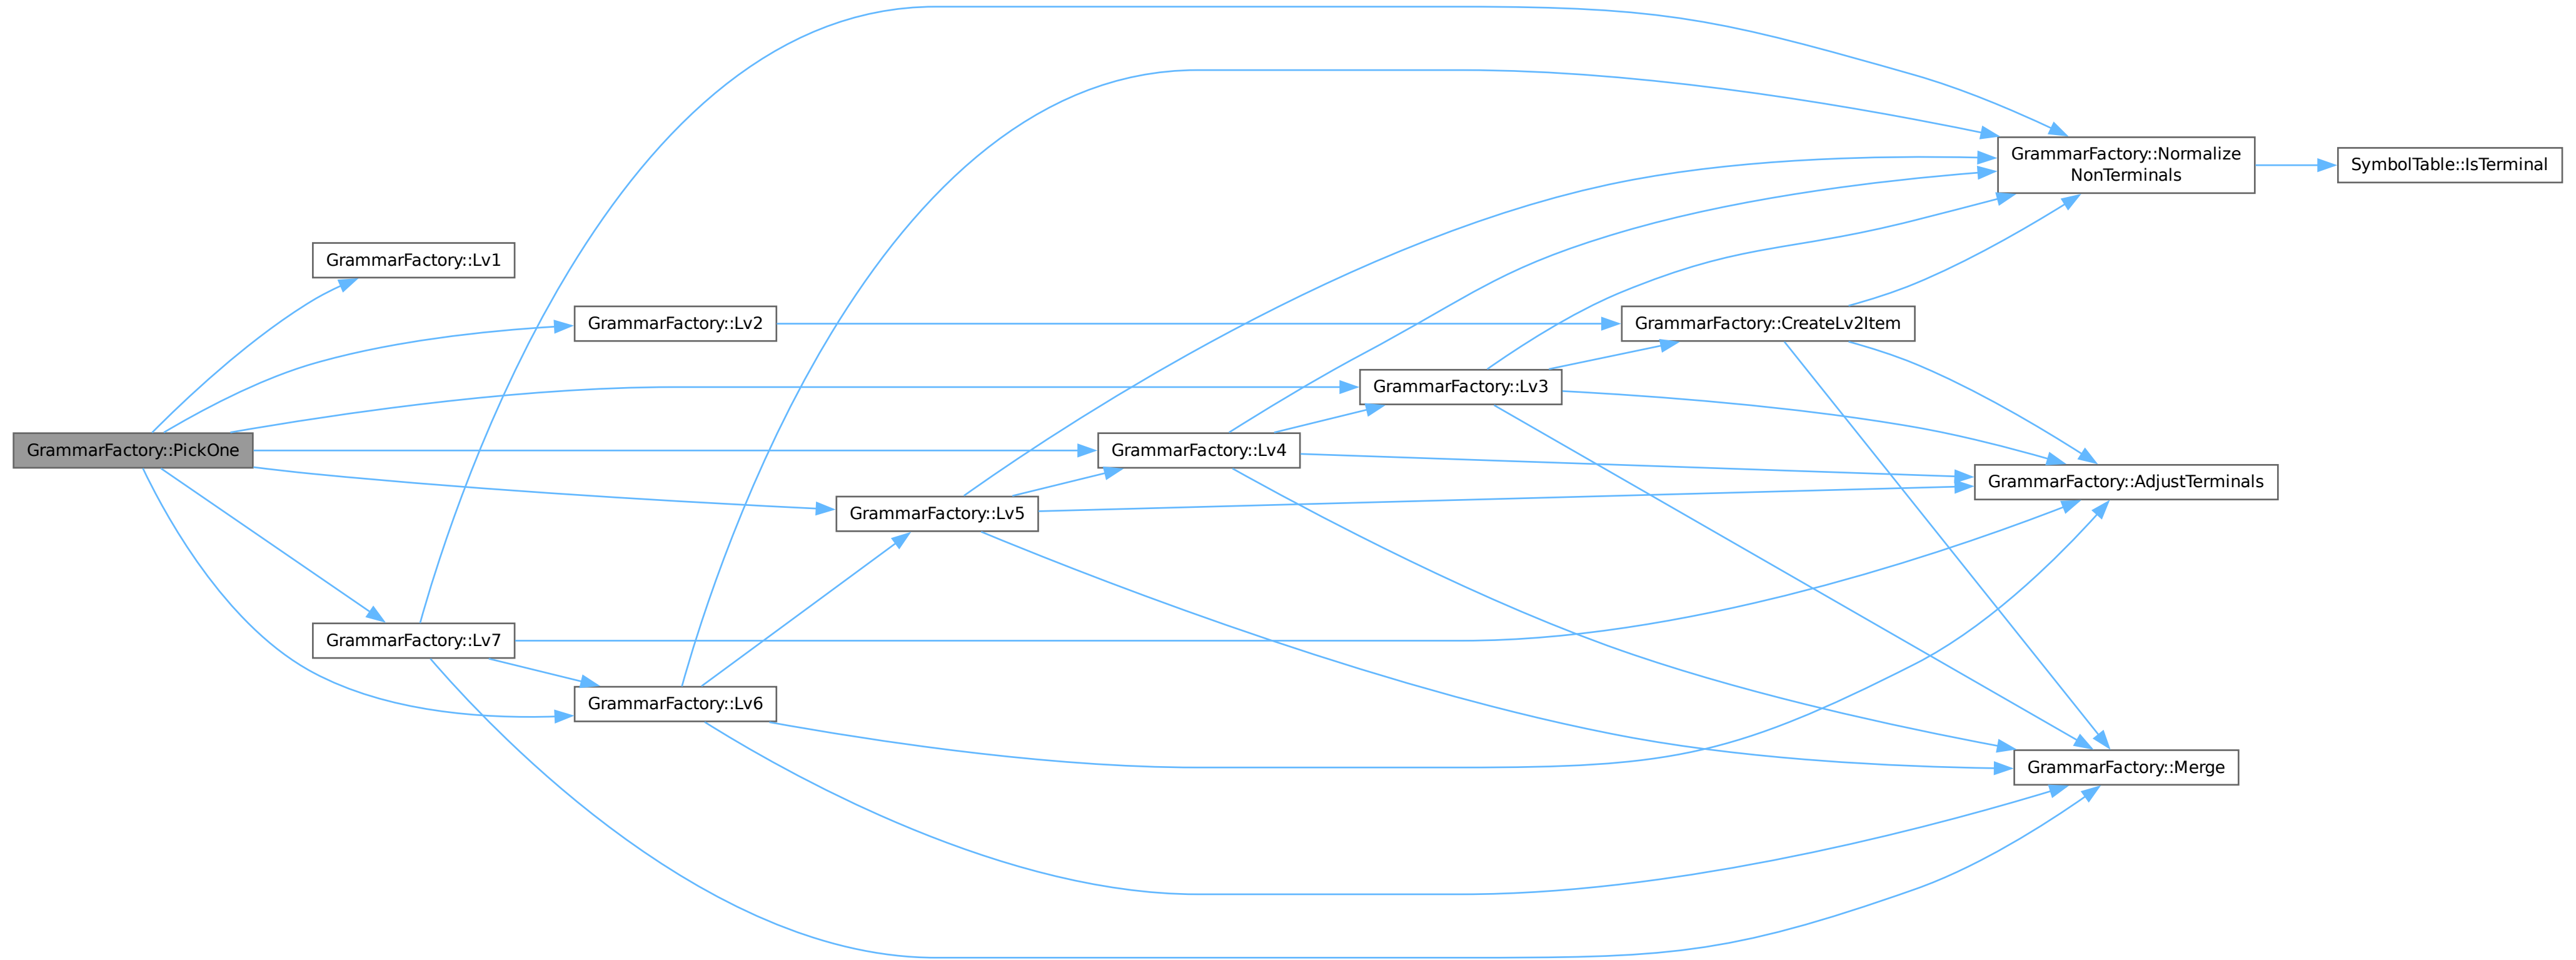 GrammarFactory::Normalize
NonTerminals
SymbolTable::IsTerminal
GrammarFactory::Lv1
GrammarFactory::Lv2
GrammarFactory::CreateLv2Item
GrammarFactory::Lv3
GrammarFactory::PickOne
GrammarFactory::Lv4
GrammarFactory::AdjustTerminals
GrammarFactory::Lv5
GrammarFactory::Lv7
GrammarFactory::Lv6
GrammarFactory::Merge